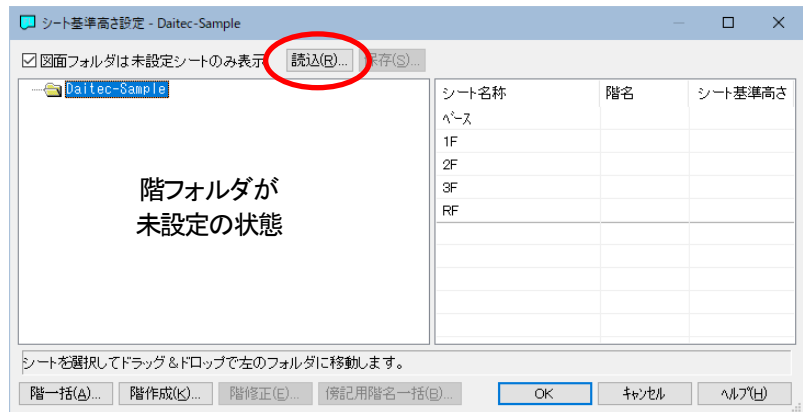 シート基準高さ設定 - Daitec-Sample
図面フォルダは未設定シートのみ表示 読込(R)... 保存(S)...
Daitec-Sample
シート名称 階名 シート基準高さ
ベース
1F
2F
3F
RF
階フォルダが
未設定の状態
シートを選択してドラッグ&ドロップで左のフォルダに移動します。
階一括(A)... 階作成(K)... 階修正(E)... 傍記用階名一括(B)... OK キャンセル ヘルプ(H)